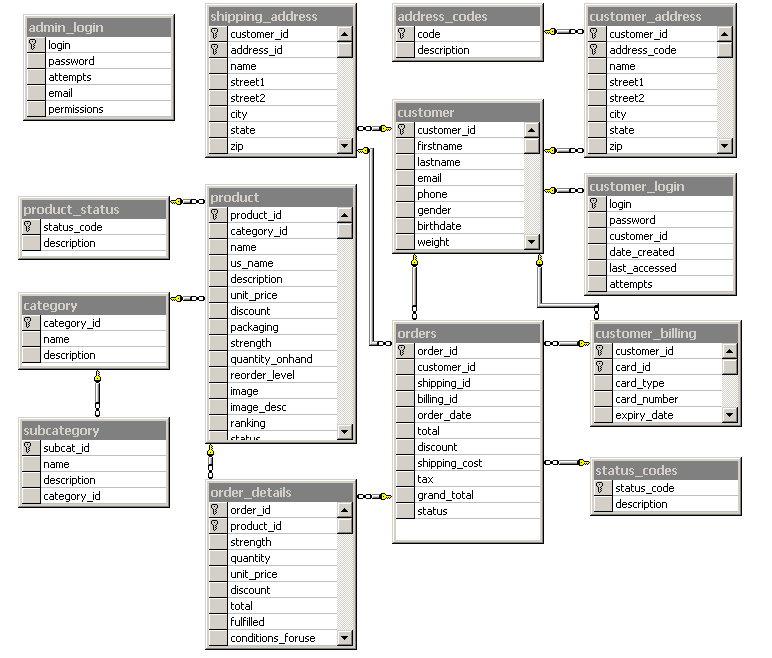 admin_login
login
password
attempts
email
permissions
shipping_address
customer_id
address_id
name
street1
street2
city
state
zip
address_codes
code
description
customer_address
customer_id
address_code
name
street1
street2
city
state
zip
customer
customer_id
firstname
lastname
email
phone
gender
birthdate
weight
customer_login
login
password
customer_id
date_created
last_accessed
attempts
product_status
status_code
description
product
product_id
category_id
name
us_name
description
unit_price
discount
packaging
strength
quantity_onhand
reorder_level
image
image_desc
ranking
status
category
category_id
name
description
subcategory
subcat_id
name
description
category_id
orders
order_id
customer_id
shipping_id
billing_id
order_date
total
discount
shipping_cost
tax
grand_total
status
customer_billing
customer_id
card_id
card_type
card_number
expiry_date
status_codes
status_code
description
order_details
order_id
product_id
strength
quantity
unit_price
discount
total
fulfilled
conditions_foruse